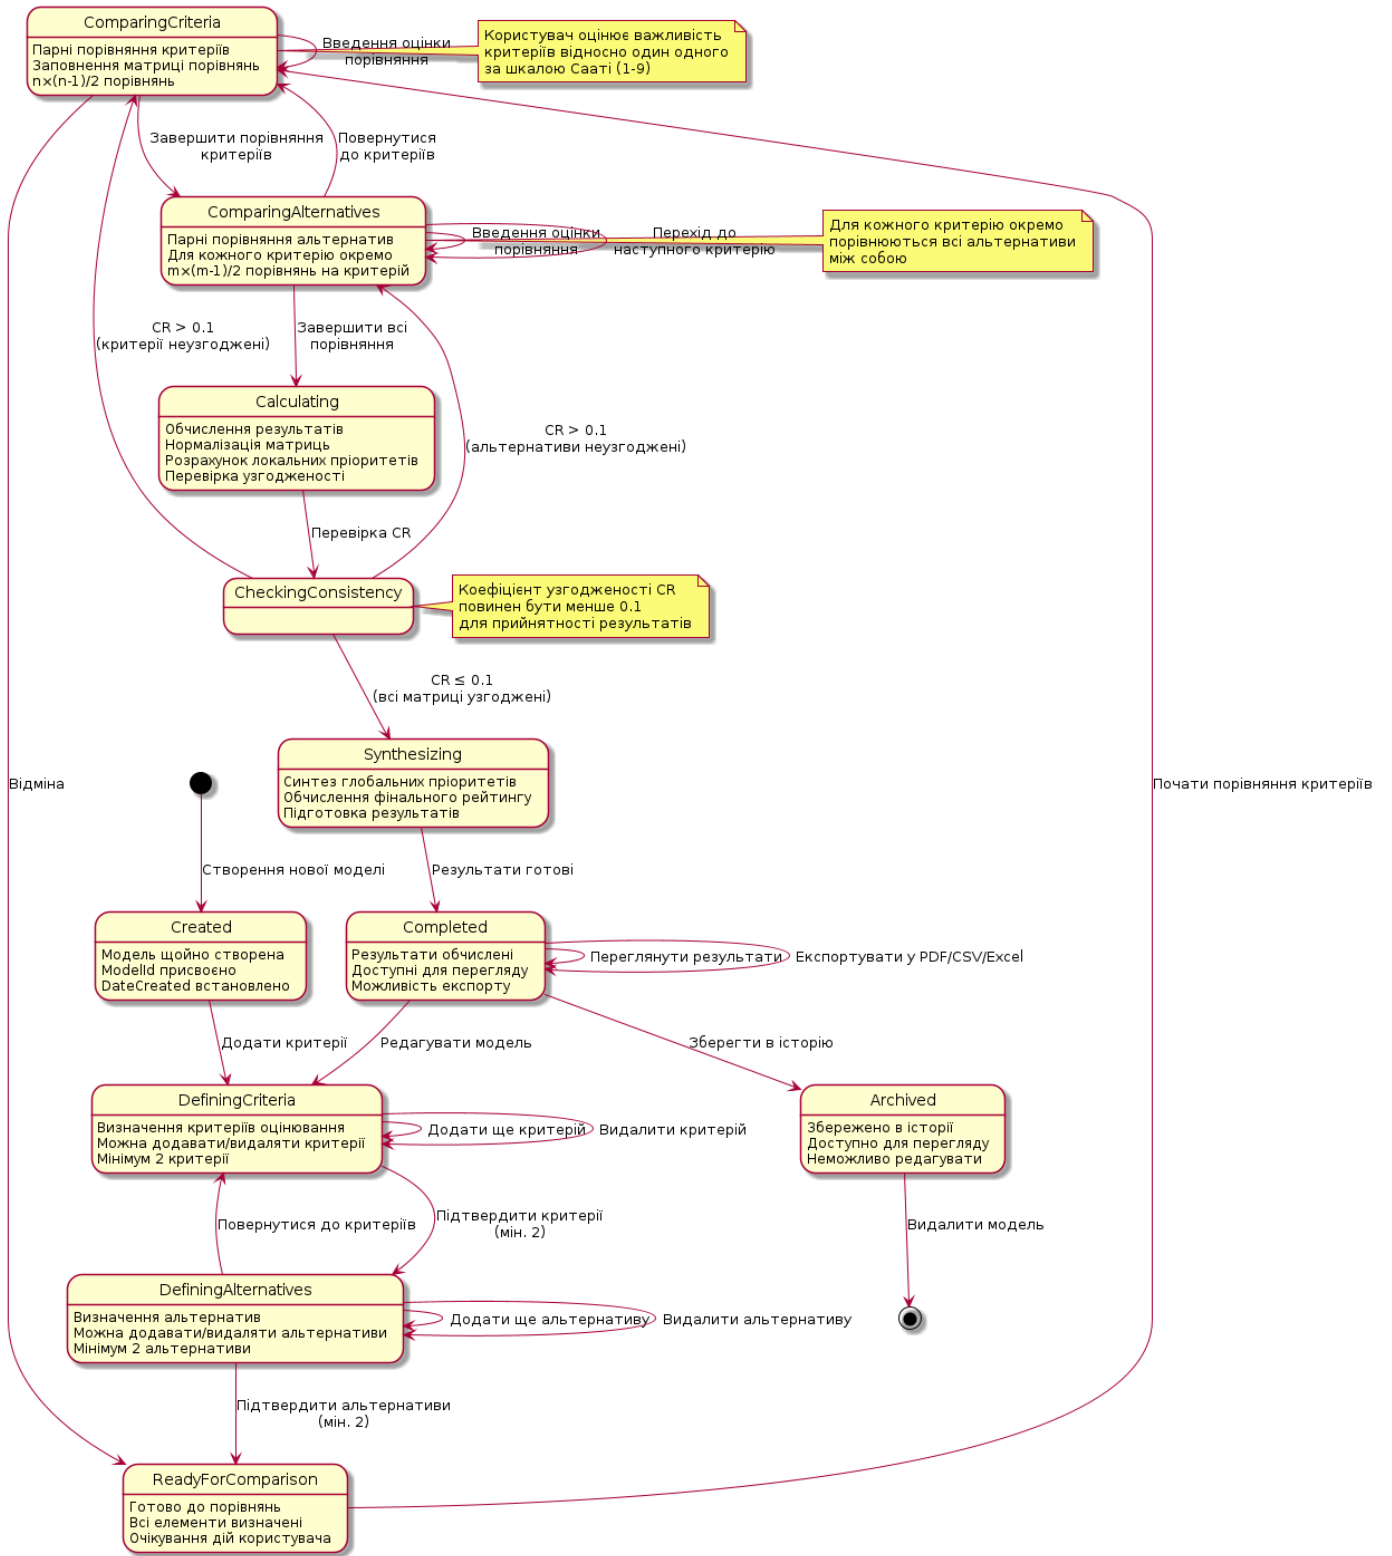 ComparingCriteria
Парні порівняння критеріїв
Заповнення матриці порівнянь
n×(n-1)/2 порівнянь
Введення оцінки
порівняння
Користувач оцінює важливість
критеріїв відносно один одного
за шкалою Сааті (1-9)
Завершити порівняння
критеріїв
Повернутися
до критеріїв
ComparingAlternatives
Парні порівняння альтернатив
Для кожного критерію окремо
m×(m-1)/2 порівнянь на критерій
Введення оцінки
порівняння
Перехід до
наступного критерію
Для кожного критерію окремо
порівнюються всі альтернативи
між собою
CR > 0.1
(критерії неузгоджені)
Завершити всі
порівняння
Calculating
Обчислення результатів
Нормалізація матриць
Розрахунок локальних пріоритетів
Перевірка узгодженості
CR > 0.1
(альтернативи неузгоджені)
Перевірка CR
CheckingConsistency
Коефіцієнт узгодженості CR
повинен бути менше 0.1
для прийнятності результатів
CR ≤ 0.1
(всі матриці узгоджені)
Synthesizing
Синтез глобальних пріоритетів
Обчислення фінального рейтингу
Підготовка результатів
Відміна
Почати порівняння критеріїв
Створення нової моделі
Результати готові
Created
Модель щойно створена
ModelId присвоєно
DateCreated встановлено
Completed
Результати обчислені
Доступні для перегляду
Можливість експорту
Переглянути результати
Експортувати у PDF/CSV/Excel
Додати критерії
Редагувати модель
Зберегти в історію
DefiningCriteria
Визначення критеріїв оцінювання
Можна додавати/видаляти критерії
Мінімум 2 критерії
Додати ще критерій
Видалити критерій
Archived
Збережено в історії
Доступно для перегляду
Неможливо редагувати
Повернутися до критеріїв
Підтвердити критерії
(мін. 2)
Видалити модель
DefiningAlternatives
Визначення альтернатив
Можна додавати/видаляти альтернативи
Мінімум 2 альтернативи
Додати ще альтернативу
Видалити альтернативу
Підтвердити альтернативи
(мін. 2)
ReadyForComparison
Готово до порівнянь
Всі елементи визначені
Очікування дій користувача